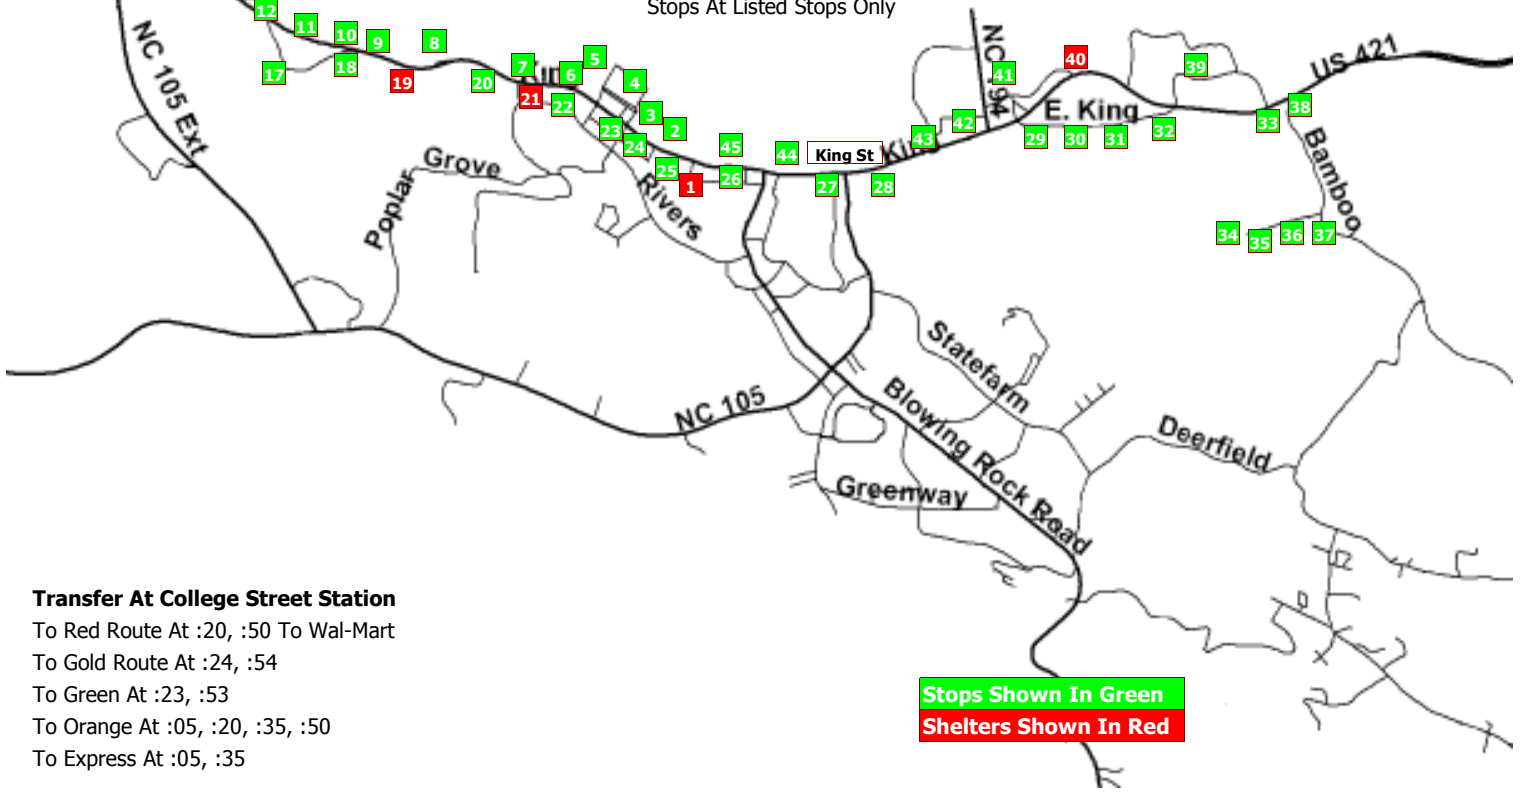 Stops At Listed Stops Only
12
11
10
9
8
7
6
5
4
3
2
17
18
19
20
21
22
23
24
25
1
26
45
44
King St
27
28
43
42
41
40
39
38
33
32
31
30
29
34
35
36
37
NC 105 Ext
King
King
NC 194
E. King
US 421
Bamboo
Grove
Poplar
Rivers
Statefarm
NC 105
Blowing Rock Road
Deerfield
Greenway
Transfer At College Street Station
To Red Route At :20, :50 To Wal-Mart
To Gold Route At :24, :54
To Green At :23, :53
To Orange At :05, :20, :35, :50
To Express At :05, :35
Stops Shown In Green
Shelters Shown In Red